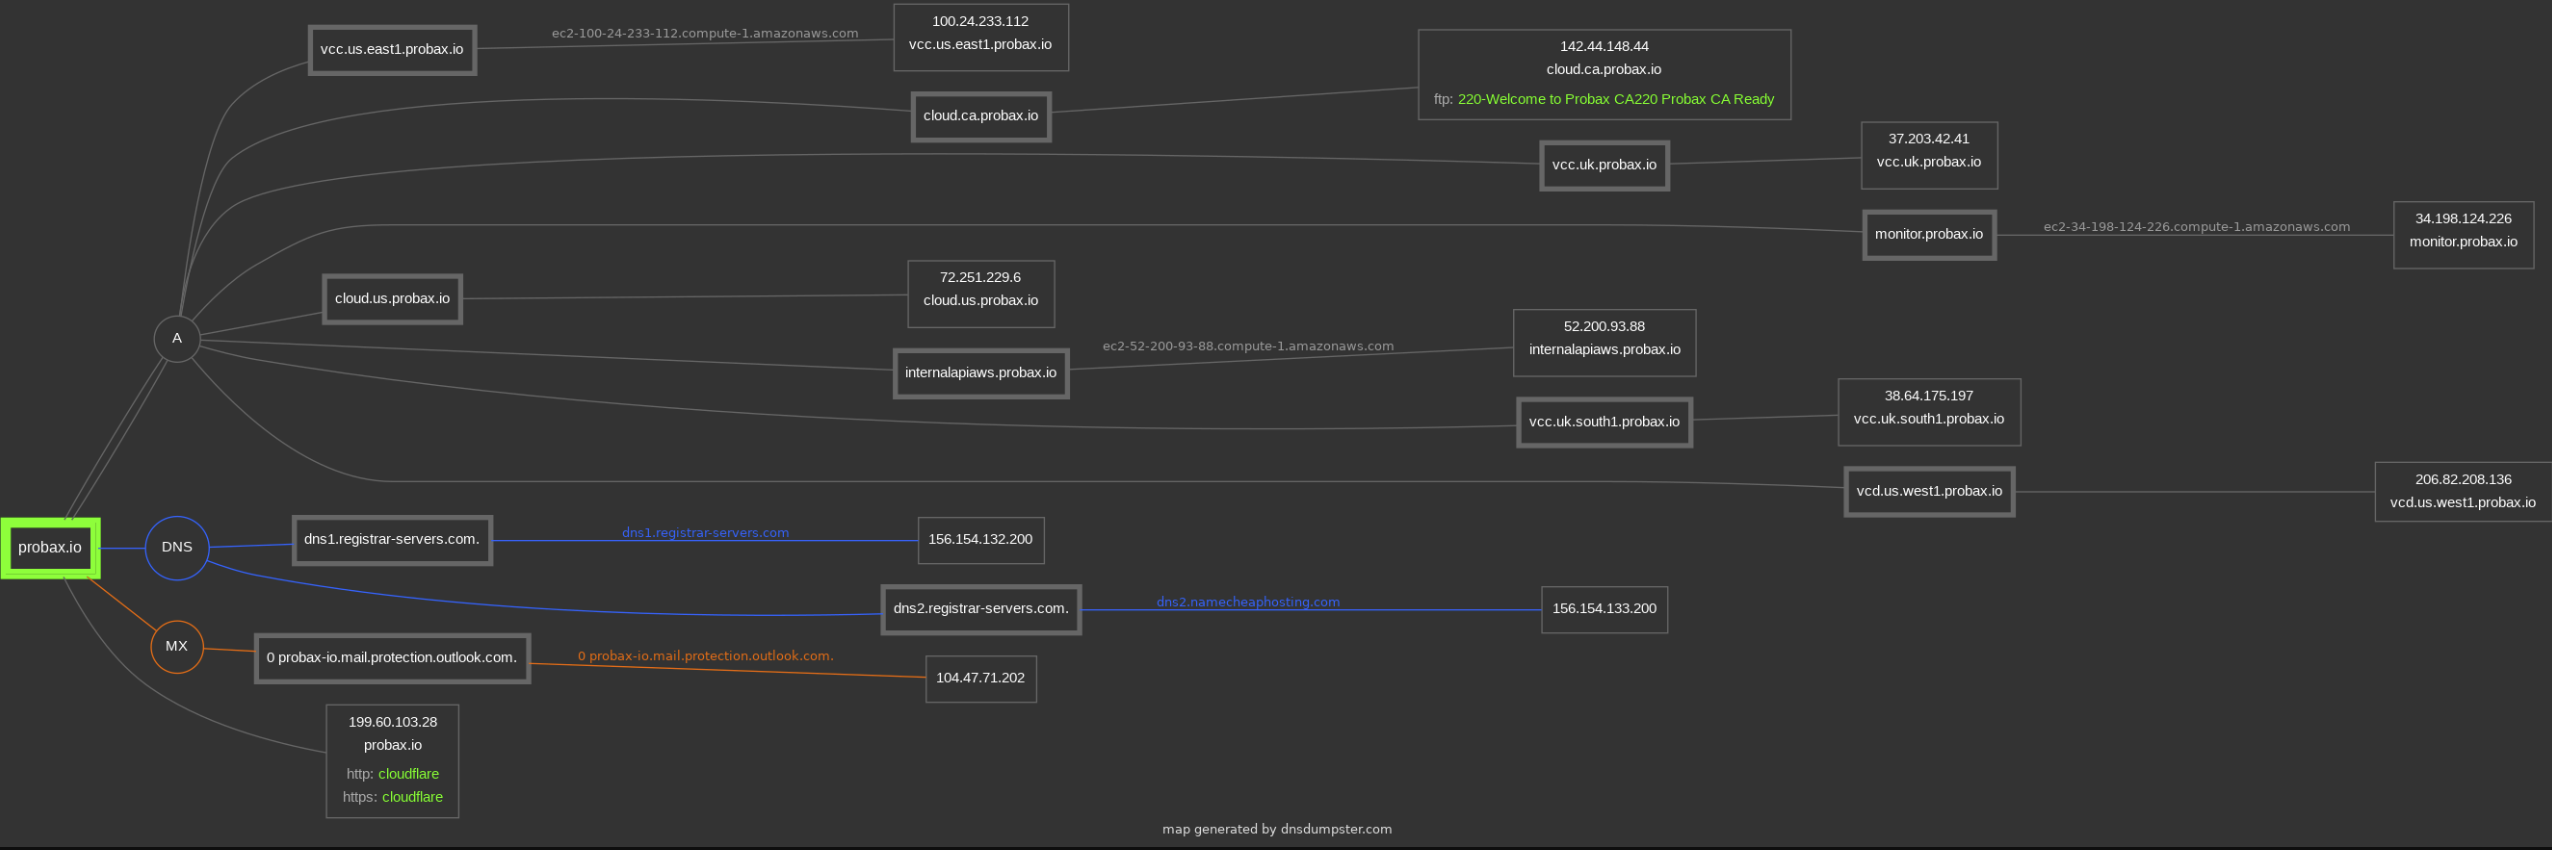 100.24.233.112
vcc.us.east1.probax.io
ec2-100-24-233-112.compute-1.amazonaws.com
vcc.us.east1.probax.io
142.44.148.44
cloud.ca.probax.io
ftp: 220-Welcome to Probax CA220 Probax CA Ready
cloud.ca.probax.io
37.203.42.41
vcc.uk.probax.io
vcc.uk.probax.io
34.198.124.226
monitor.probax.io
ec2-34-198-124-226.compute-1.amazonaws.com
monitor.probax.io
72.251.229.6
cloud.us.probax.io
cloud.us.probax.io
A
52.200.93.88
internalapiaws.probax.io
ec2-52-200-93-88.compute-1.amazonaws.com
internalapiaws.probax.io
38.64.175.197
vcc.uk.south1.probax.io
vcc.uk.south1.probax.io
206.82.208.136
vcd.us.west1.probax.io
vcd.us.west1.probax.io
probax.io
DNS
dns1.registrar-servers.com.
dns1.registrar-servers.com
156.154.132.200
dns2.registrar-servers.com.
dns2.namecheaphosting.com
156.154.133.200
MX
0 probax-io.mail.protection.outlook.com.
0 probax-io.mail.protection.outlook.com.
104.47.71.202
199.60.103.28
probax.io
http: cloudflare
https: cloudflare
map generated by dnsdumpster.com